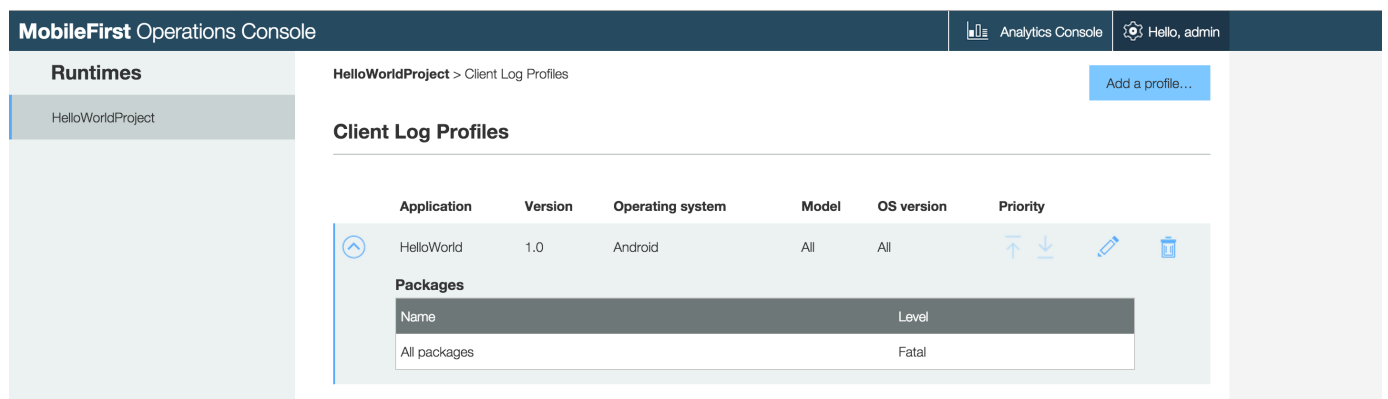 MobileFirst Operations Console Analytics Console Hello, admin
Runtimes
HelloWorldProject
HelloWorldProject > Client Log Profiles
Add a profile...
Client Log Profiles
Application Version Operating system Model OS version Priority
HelloWorld 1.0 Android All All
Packages
Name Level
All packages Fatal